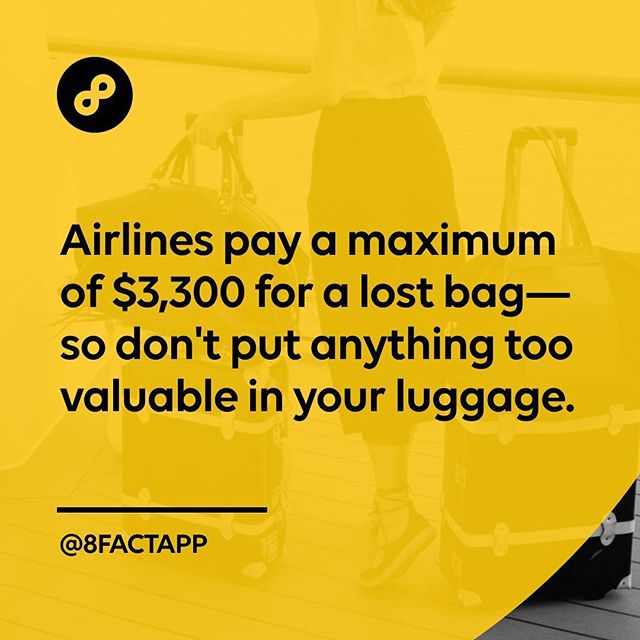 Airlines pay a maximum
of $3,300 for a lost bag—
so don't put anything too
valuable in your luggage.
@8FACTAPP